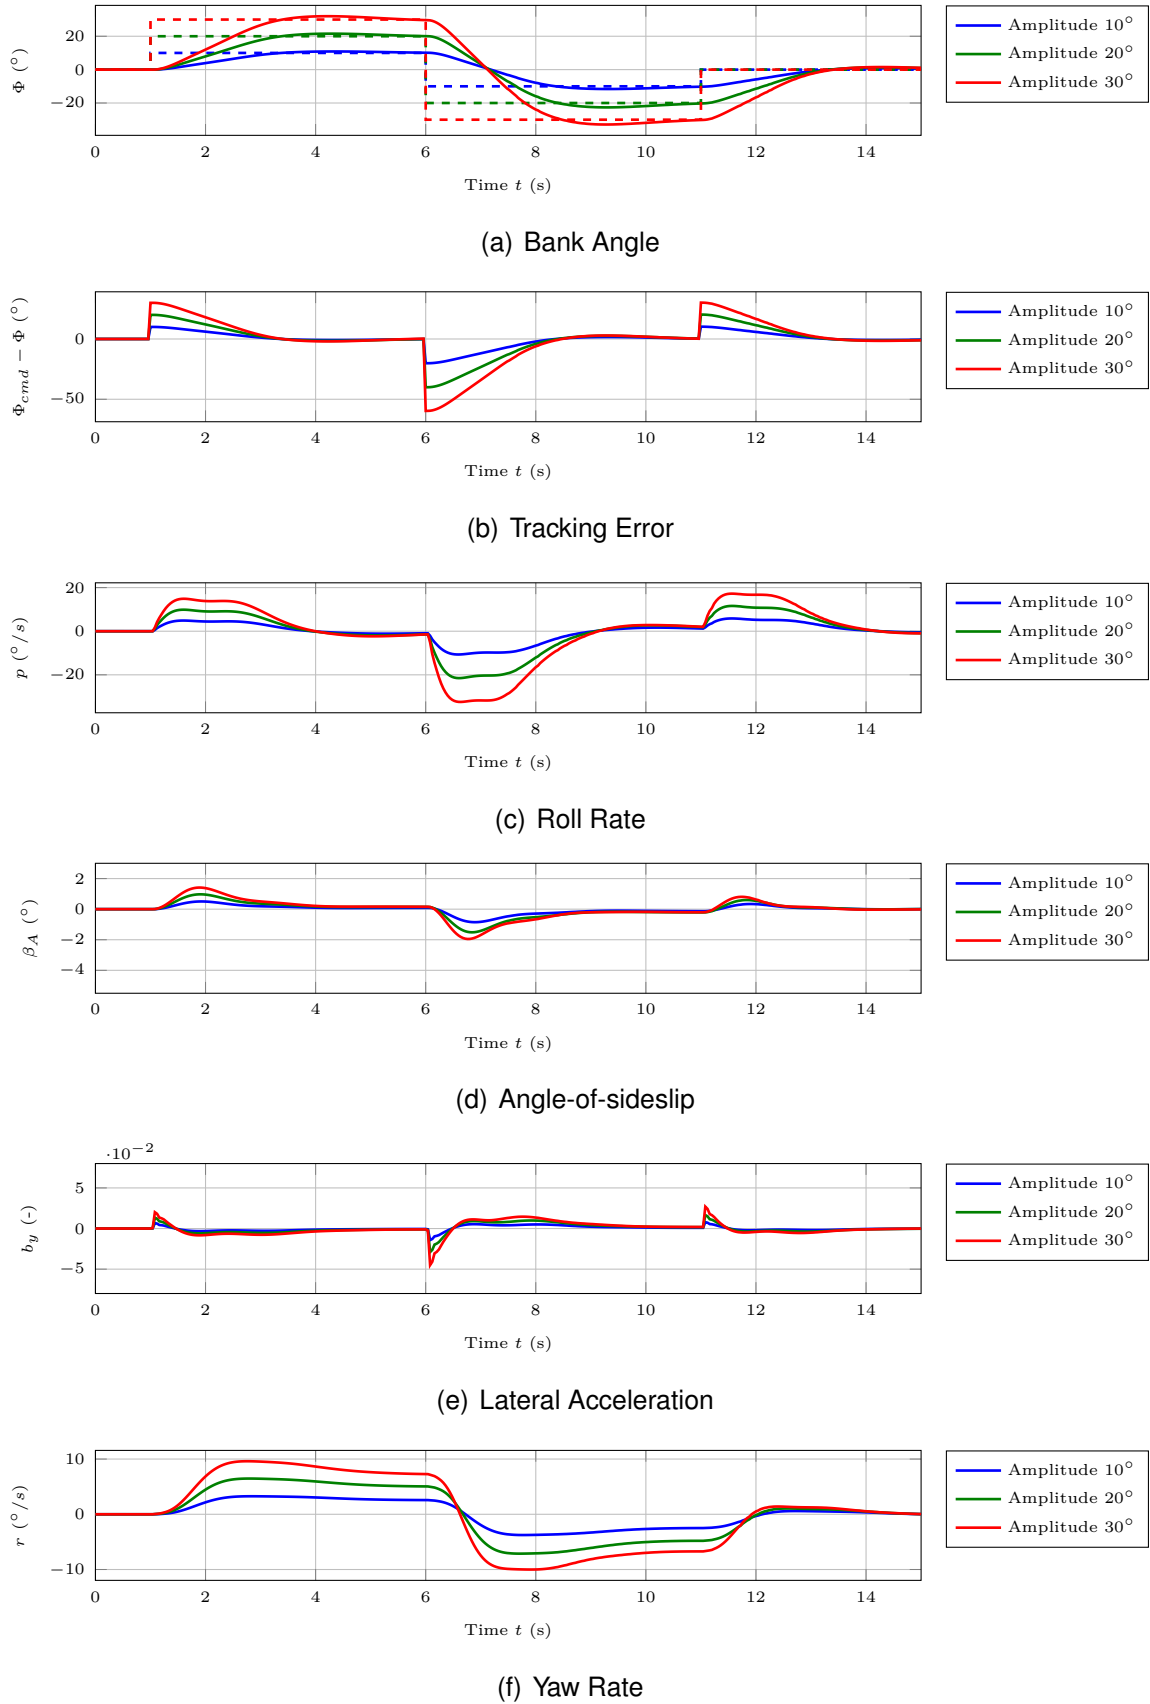 20
0
−20
Φ (°)
0 2 4 6 8 10 12 14
Time t (s)
Amplitude 10°
Amplitude 20°
Amplitude 30°
(a) Bank Angle
0
−50
Φcmd − Φ (°)
0 2 4 6 8 10 12 14
Time t (s)
Amplitude 10°
Amplitude 20°
Amplitude 30°
(b) Tracking Error
20
0
−20
p (°/s)
0 2 4 6 8 10 12 14
Time t (s)
Amplitude 10°
Amplitude 20°
Amplitude 30°
(c) Roll Rate
2
0
−2
−4
βA (°)
0 2 4 6 8 10 12 14
Time t (s)
Amplitude 10°
Amplitude 20°
Amplitude 30°
(d) Angle-of-sideslip
·10−2
5
0
−5
by (-)
0 2 4 6 8 10 12 14
Time t (s)
Amplitude 10°
Amplitude 20°
Amplitude 30°
(e) Lateral Acceleration
10
0
−10
r (°/s)
0 2 4 6 8 10 12 14
Time t (s)
Amplitude 10°
Amplitude 20°
Amplitude 30°
(f) Yaw Rate